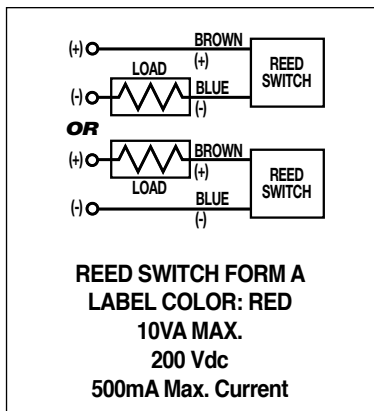 (+) BROWN
(+)
LOAD
REED
SWITCH
(-) BLUE
(-)
OR
(+) BROWN
(+)
LOAD
REED
SWITCH
BLUE
(-)
(-)
REED SWITCH FORM A
LABEL COLOR: RED
10VA MAX.
200 Vdc
500mA Max. Current